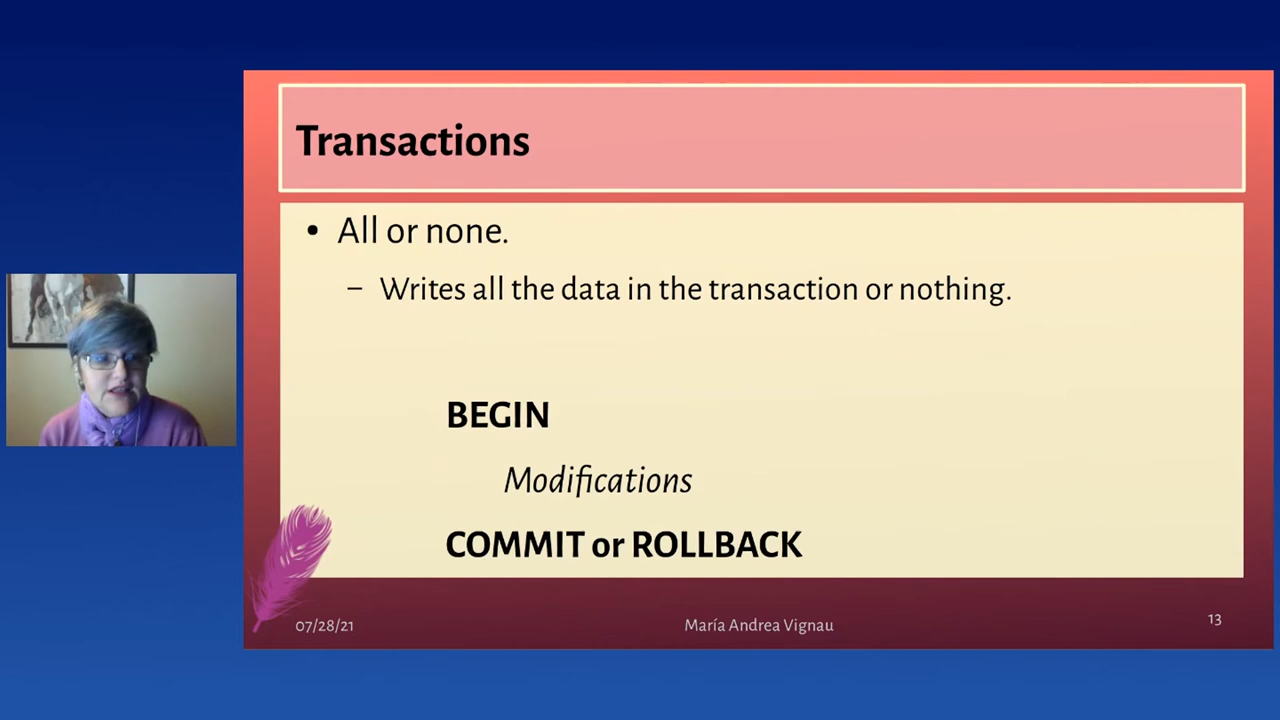 Transactions
• All or none.
– Writes all the data in the transaction or nothing.
BEGIN
Modifications
COMMIT or ROLLBACK
07/28/21
María Andrea Vignau
13